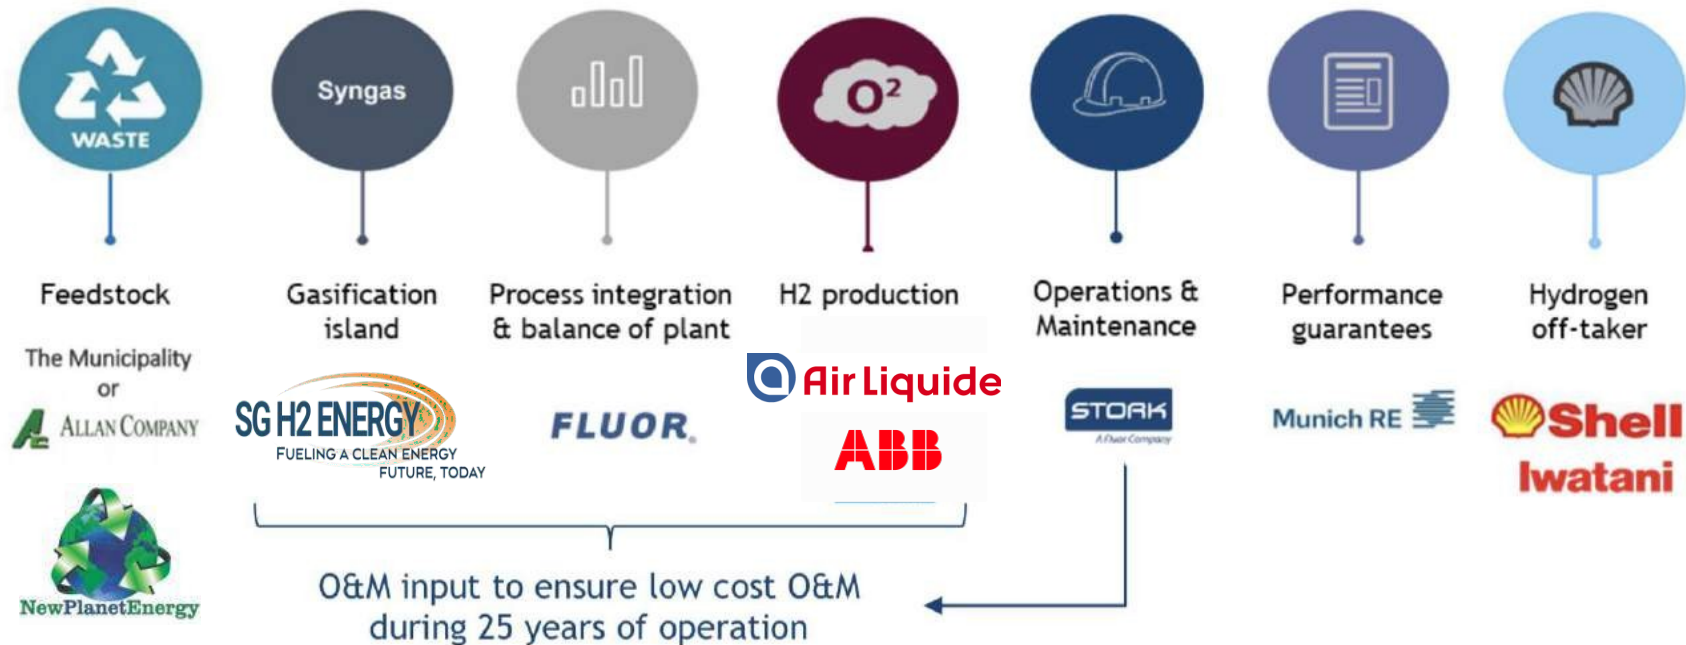 WASTE
Syngas
O²
Feedstock
Gasification
island
Process integration
& balance of plant
H2 production
Operations &
Maintenance
Performance
guarantees
Hydrogen
off-taker
The Municipality
or
ALLAN COMPANY
NewPlanetEnergy
SG H2 ENERGY
FUELING A CLEAN ENERGY
FUTURE, TODAY
FLUOR®
Air Liquide
ABB
STORK
A Fluor Company
Munich RE
Shell
Iwatani
O&M input to ensure low cost O&M
during 25 years of operation